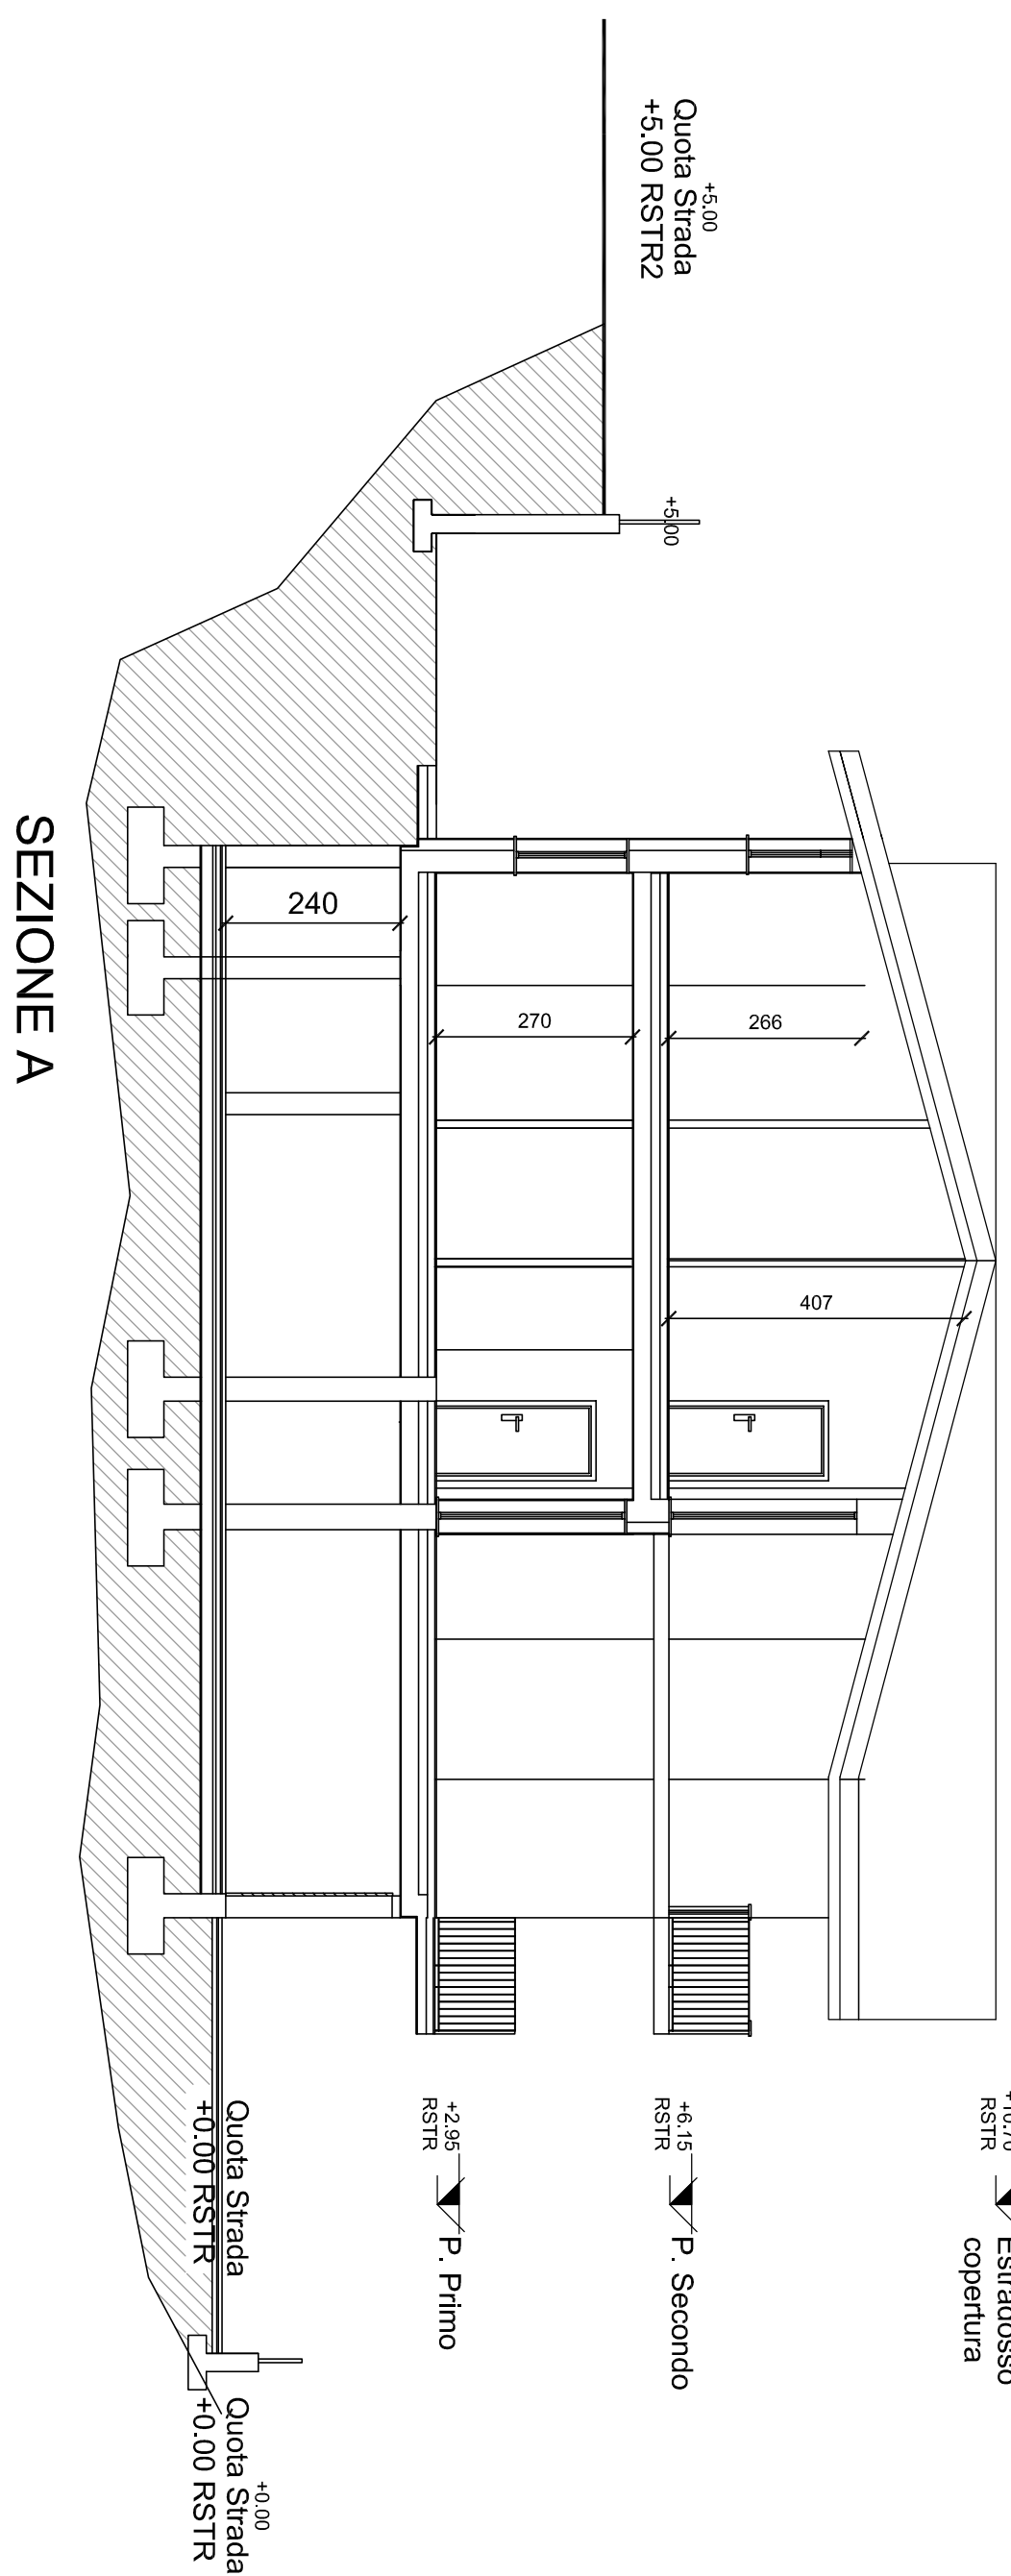 +5.00
Quota Strada
+5.00 RSTR2
+5.00
240
270
266
407
Estradosso
copertura
RSTR
+6.15
RSTR
P. Secondo
+2.95
RSTR
P. Primo
Quota Strada
+0.00 RSTR
+0.00
Quota Strada
+0.00 RSTR
SEZIONE A